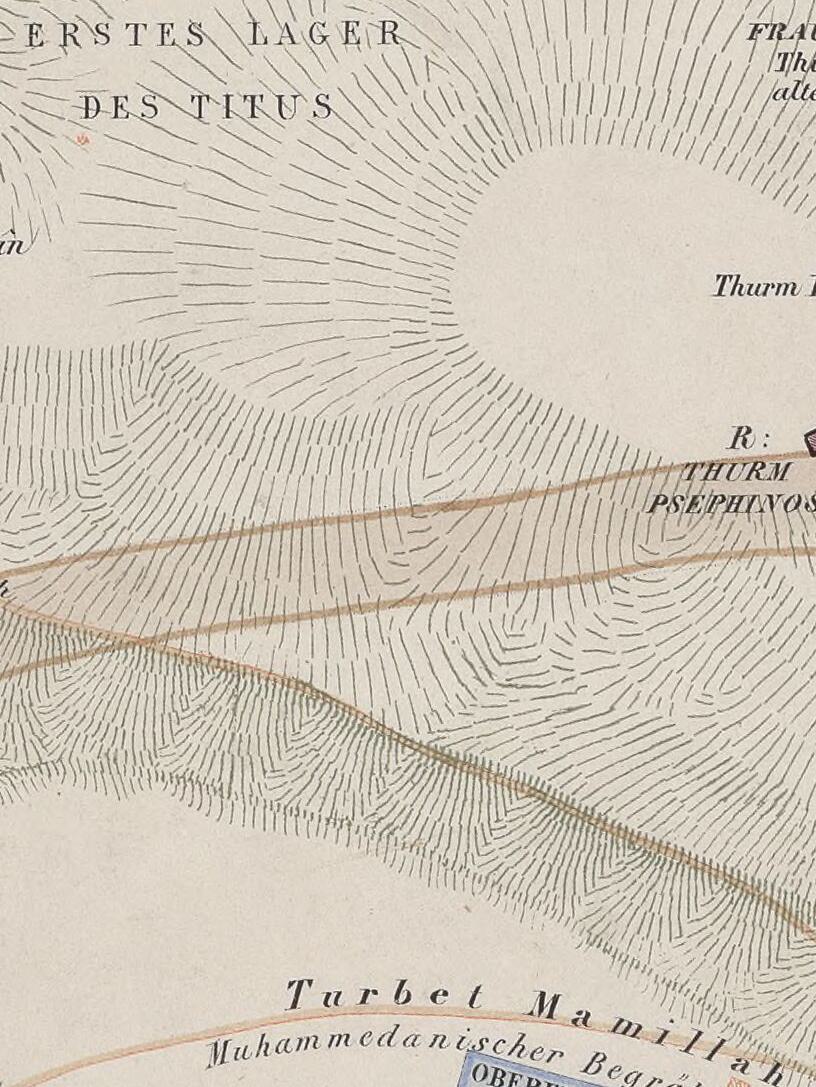 ERSTES LAGER
DES TITUS
Thurm
R:
THURM
PSEPHINOS
Turbet Mamillah
Muhammedanischer